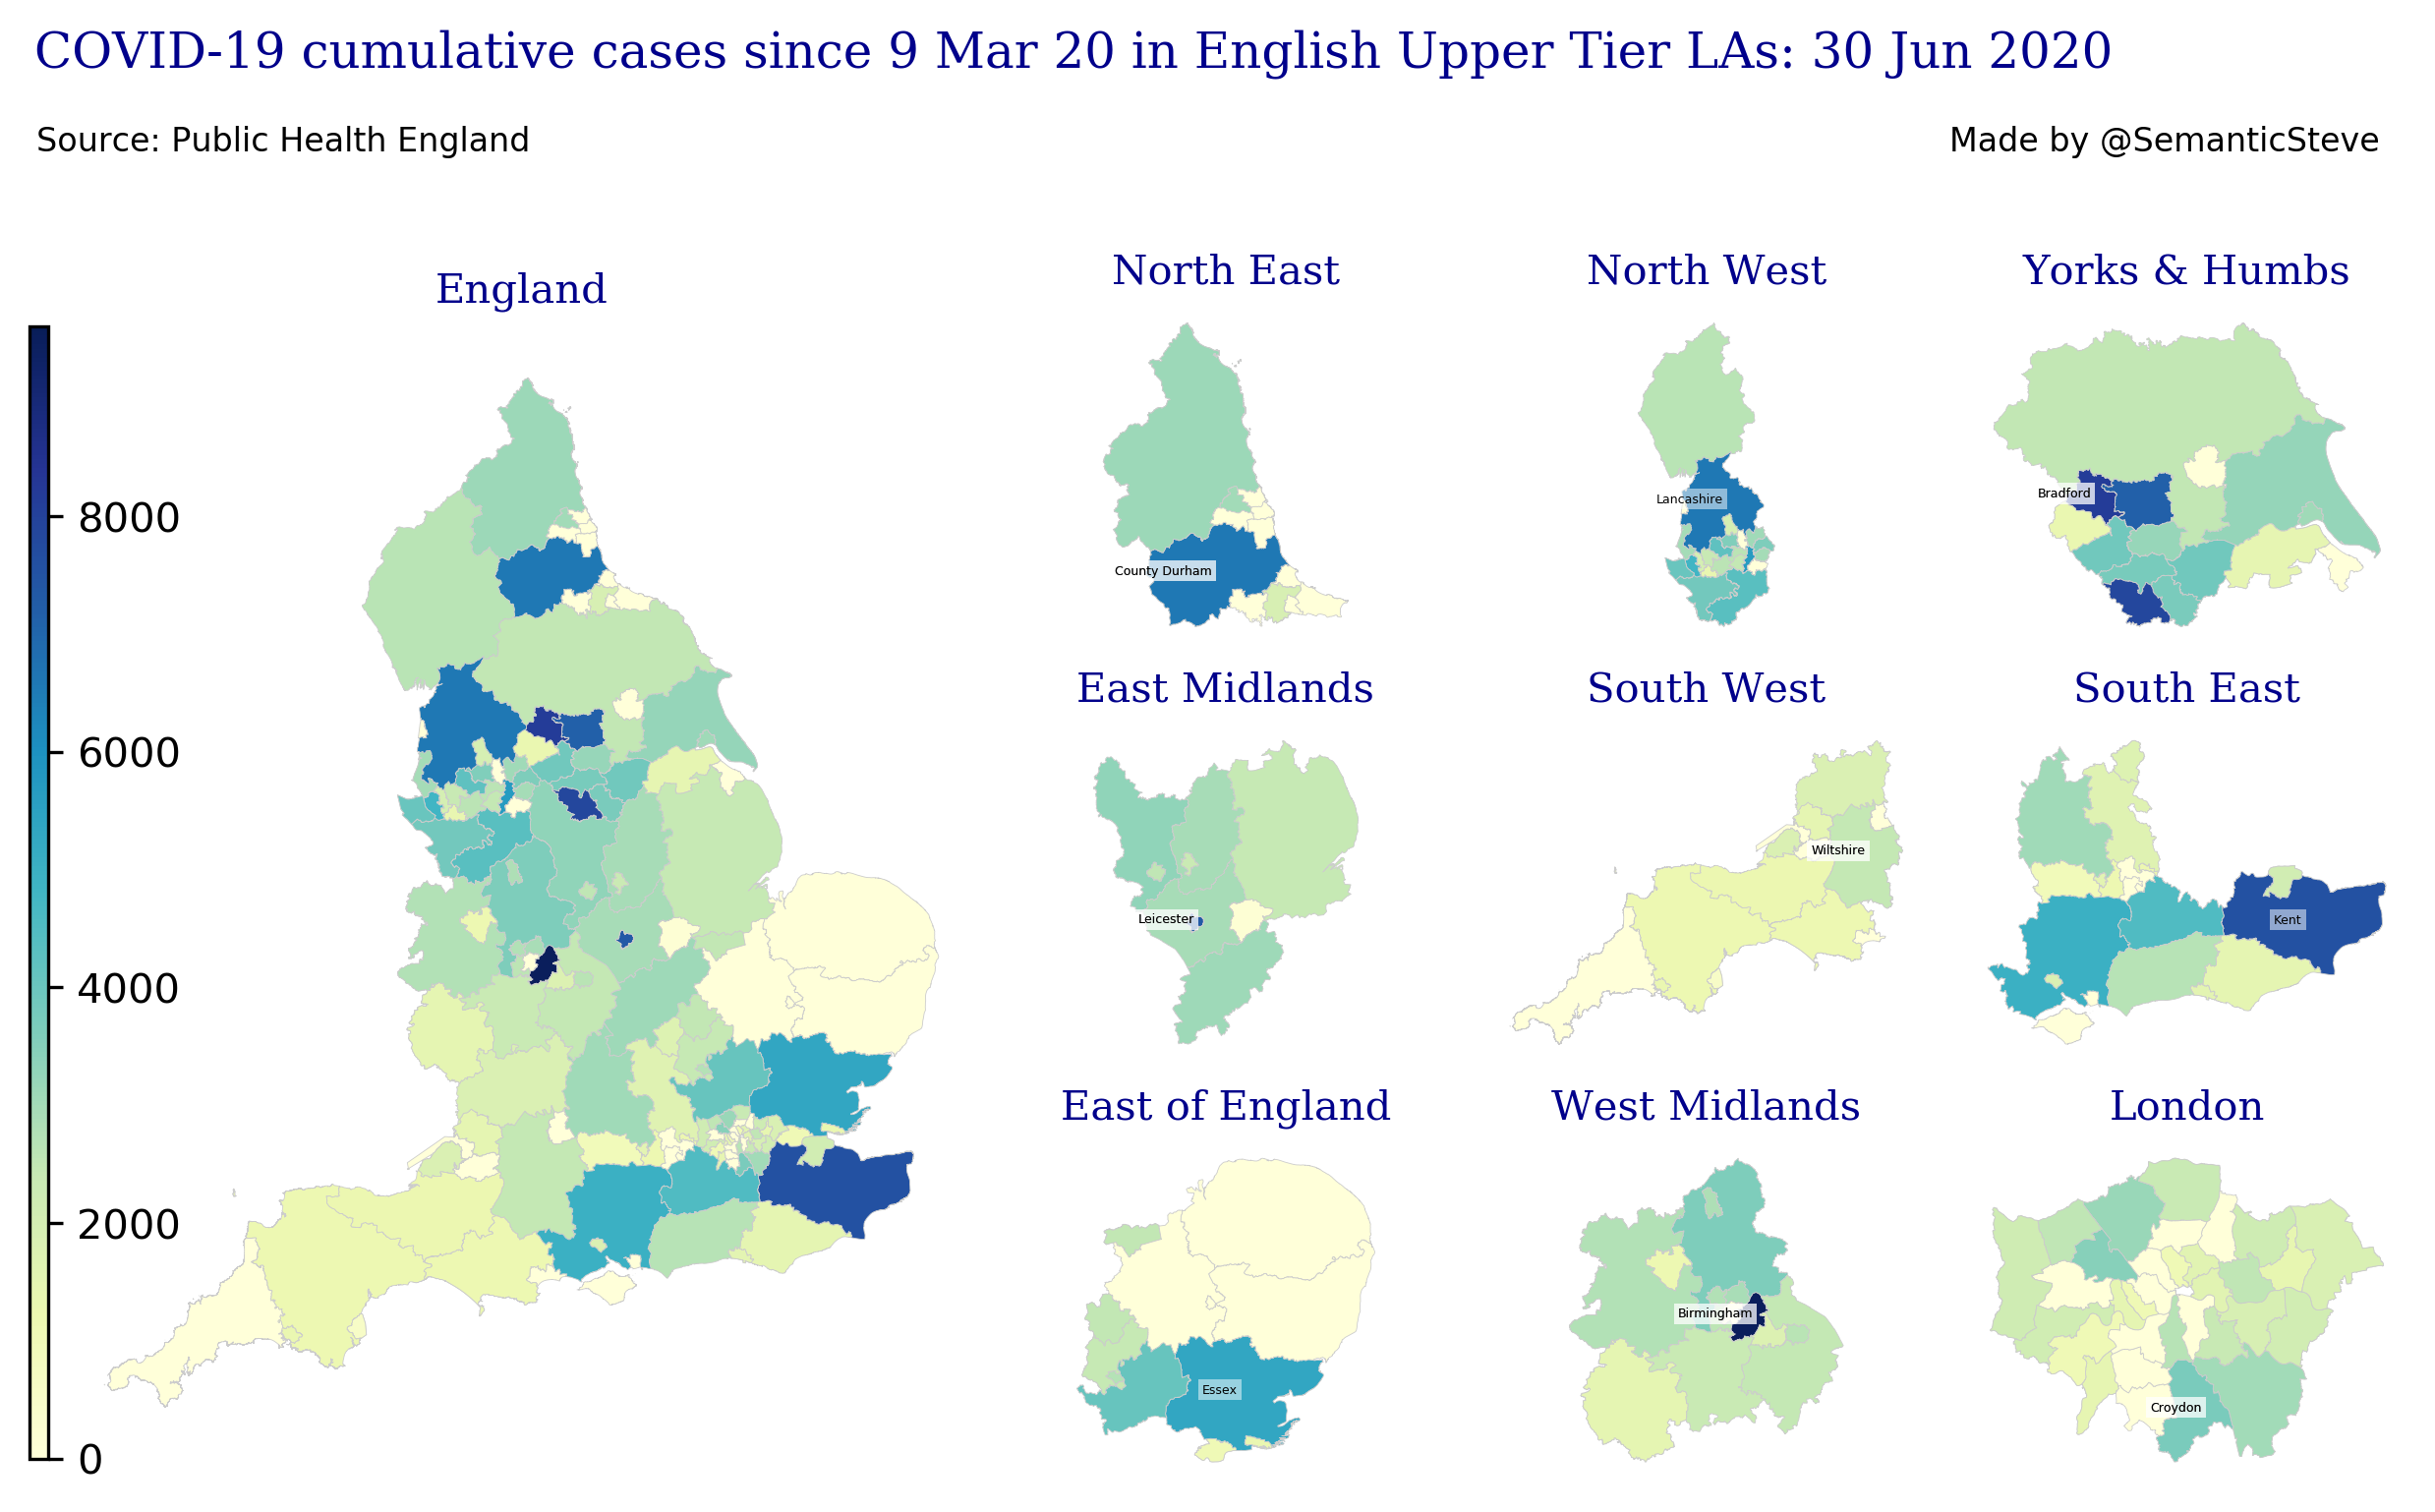 COVID-19 cumulative cases since 9 Mar 20 in English Upper Tier LAs: 30 Jun 2020
Source: Public Health England
Made by @SemanticSteve
England
8000
6000
4000
2000
0
North East
County Durham
North West
Lancashire
Yorks & Humbs
Bradford
East Midlands
Leicester
South West
Wiltshire
South East
Kent
East of England
Essex
West Midlands
Birmingham
London
Croydon